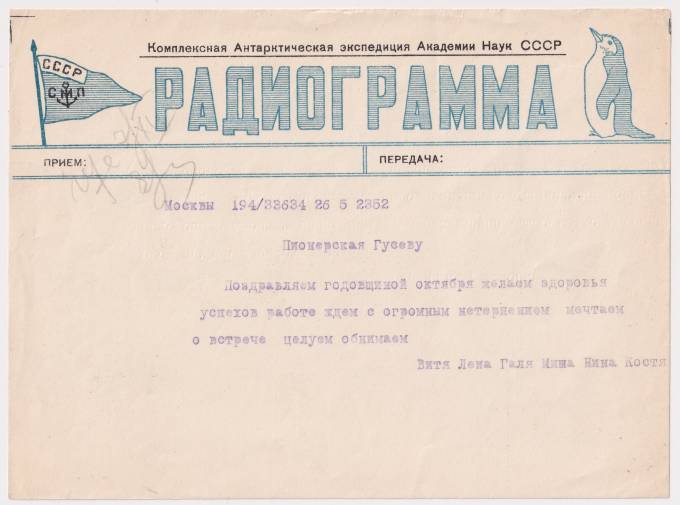 Комплексная Антарктическая экспедиция Академии Наук СССР
СССР
СМП
РАДИОГРАММА
ПРИЕМ:
ПЕРЕДАЧА:
Москвы 194/33634 26 5 2352
Пионерская Гусеву
Поздравляем годовщиной октября желаем здоровья
успехов работе ждем с огромным нетерпением мечтаем
о встрече целуем обнимаем
Витя Лена Галя Миша Нина Костя